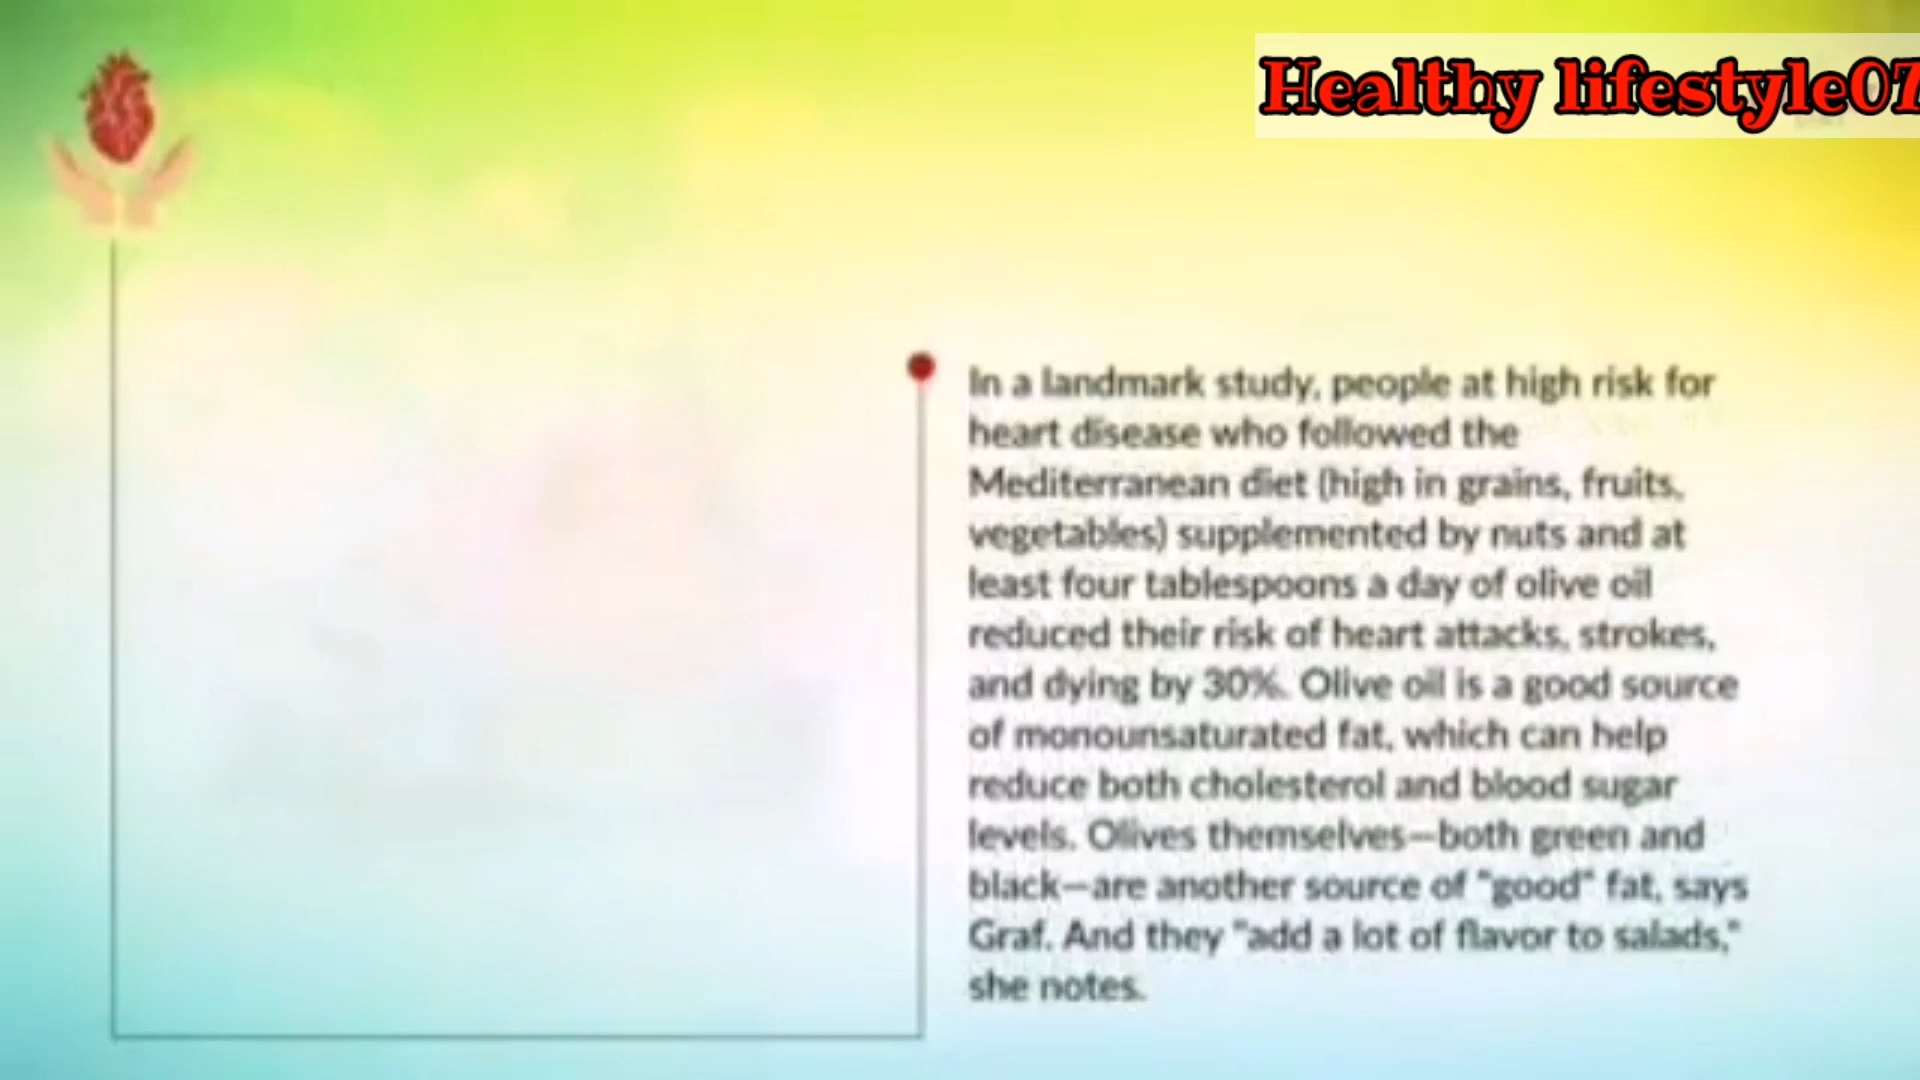 Healthy lifestyle07
In a landmark study, people at high risk for
heart disease who followed the
Mediterranean diet (high in grains, fruits,
vegetables) supplemented by nuts and at
least four tablespoons a day of olive oil
reduced their risk of heart attacks, strokes,
and dying by 30%. Olive oil is a good source
of monounsaturated fat, which can help
reduce both cholesterol and blood sugar
levels. Olives themselves—both green and
black—are another source of "good" fat, says
Graf. And they "add a lot of flavor to salads,"
she notes.